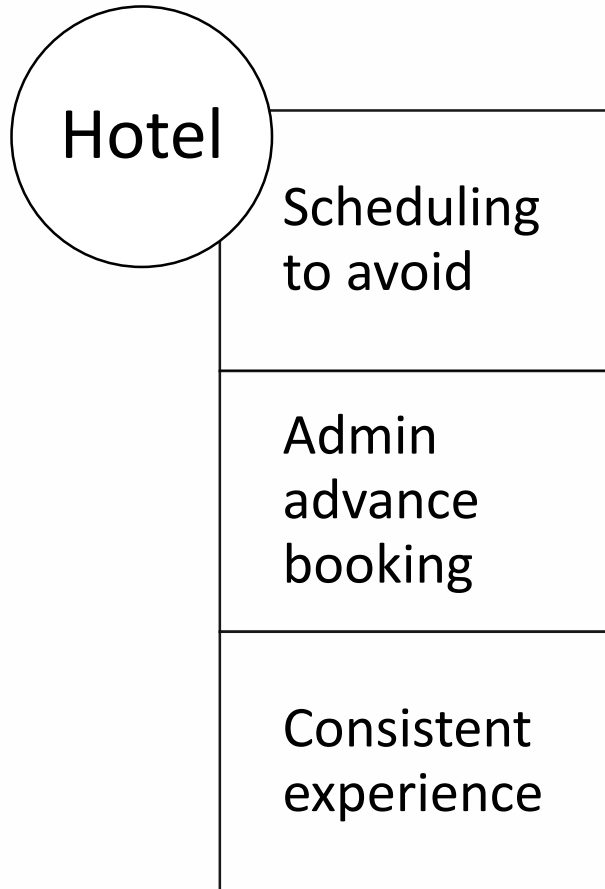 Hotel
Scheduling
to avoid
Admin
advance
booking
Consistent
experience